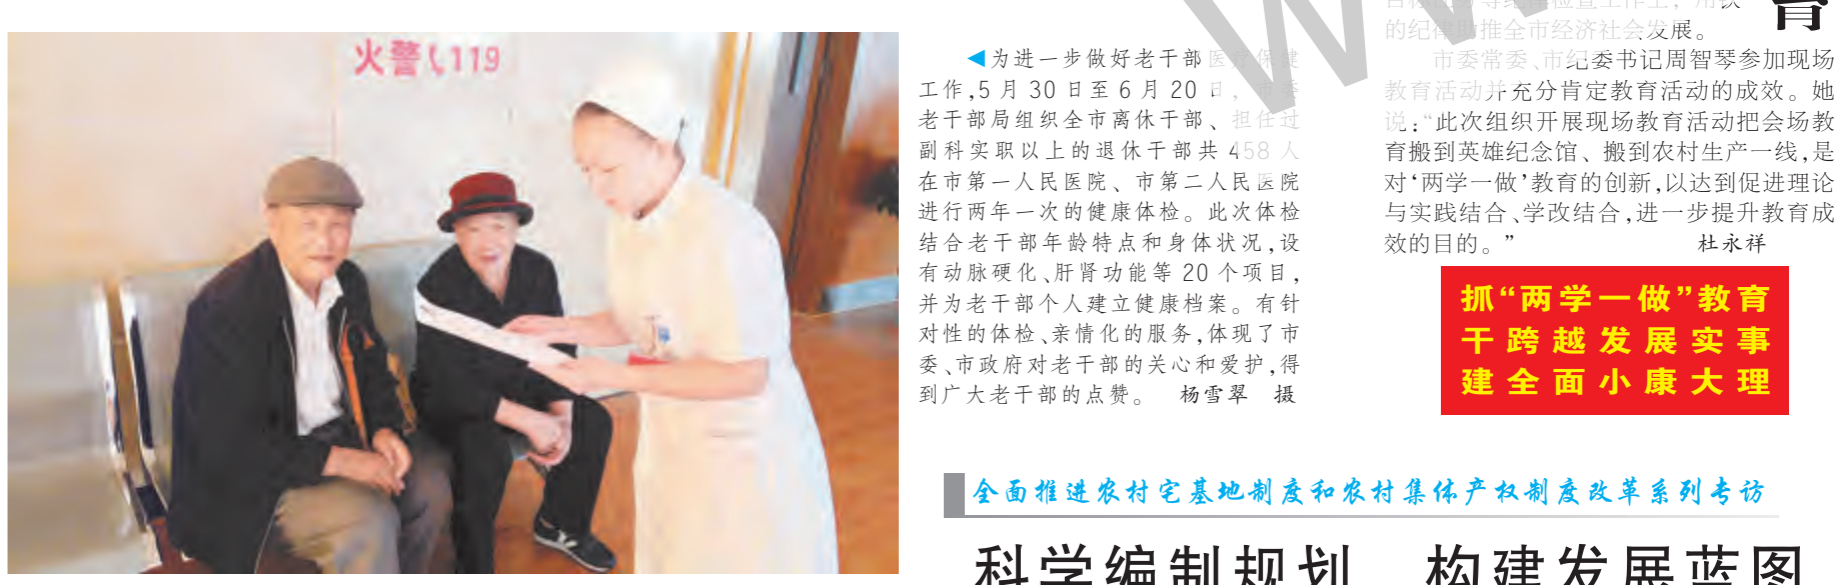 火警 119
◀为进一步做好老干部医疗保健
工作,5月30日至6月20日，市委
老干部局组织全市离休干部、担任过
副科实职以上的退休干部共458人
在市第一人民医院、市第二人民医院
进行两年一次的健康体检。此次体检
结合老干部年龄特点和身体状况,设
有动脉硬化、肝肾功能等20个项目,
并为老干部个人建立健康档案。有针
对性的体检、亲情化的服务,体现了市
委、市政府对老干部的关心和爱护,得
到广大老干部的点赞。 杨雪翠 摄
的纪律助推全市经济社会发展。
市委常委、市纪委书记周智琴参加现场
教育活动并充分肯定教育活动的成效。她
说:“此次组织开展现场教育活动把会场教
育搬到英雄纪念馆、搬到农村生产一线,是
对‘两学一做’教育的创新,以达到促进理论
与实践结合、学改结合,进一步提升教育成
效的目的。” 杜永祥
育
抓“两学一做”教育
干跨越发展实事
建全面小康大理
全面推进农村宅基地制度和农村集体产权制度改革系列专访
科学编制规划 构建发展蓝图